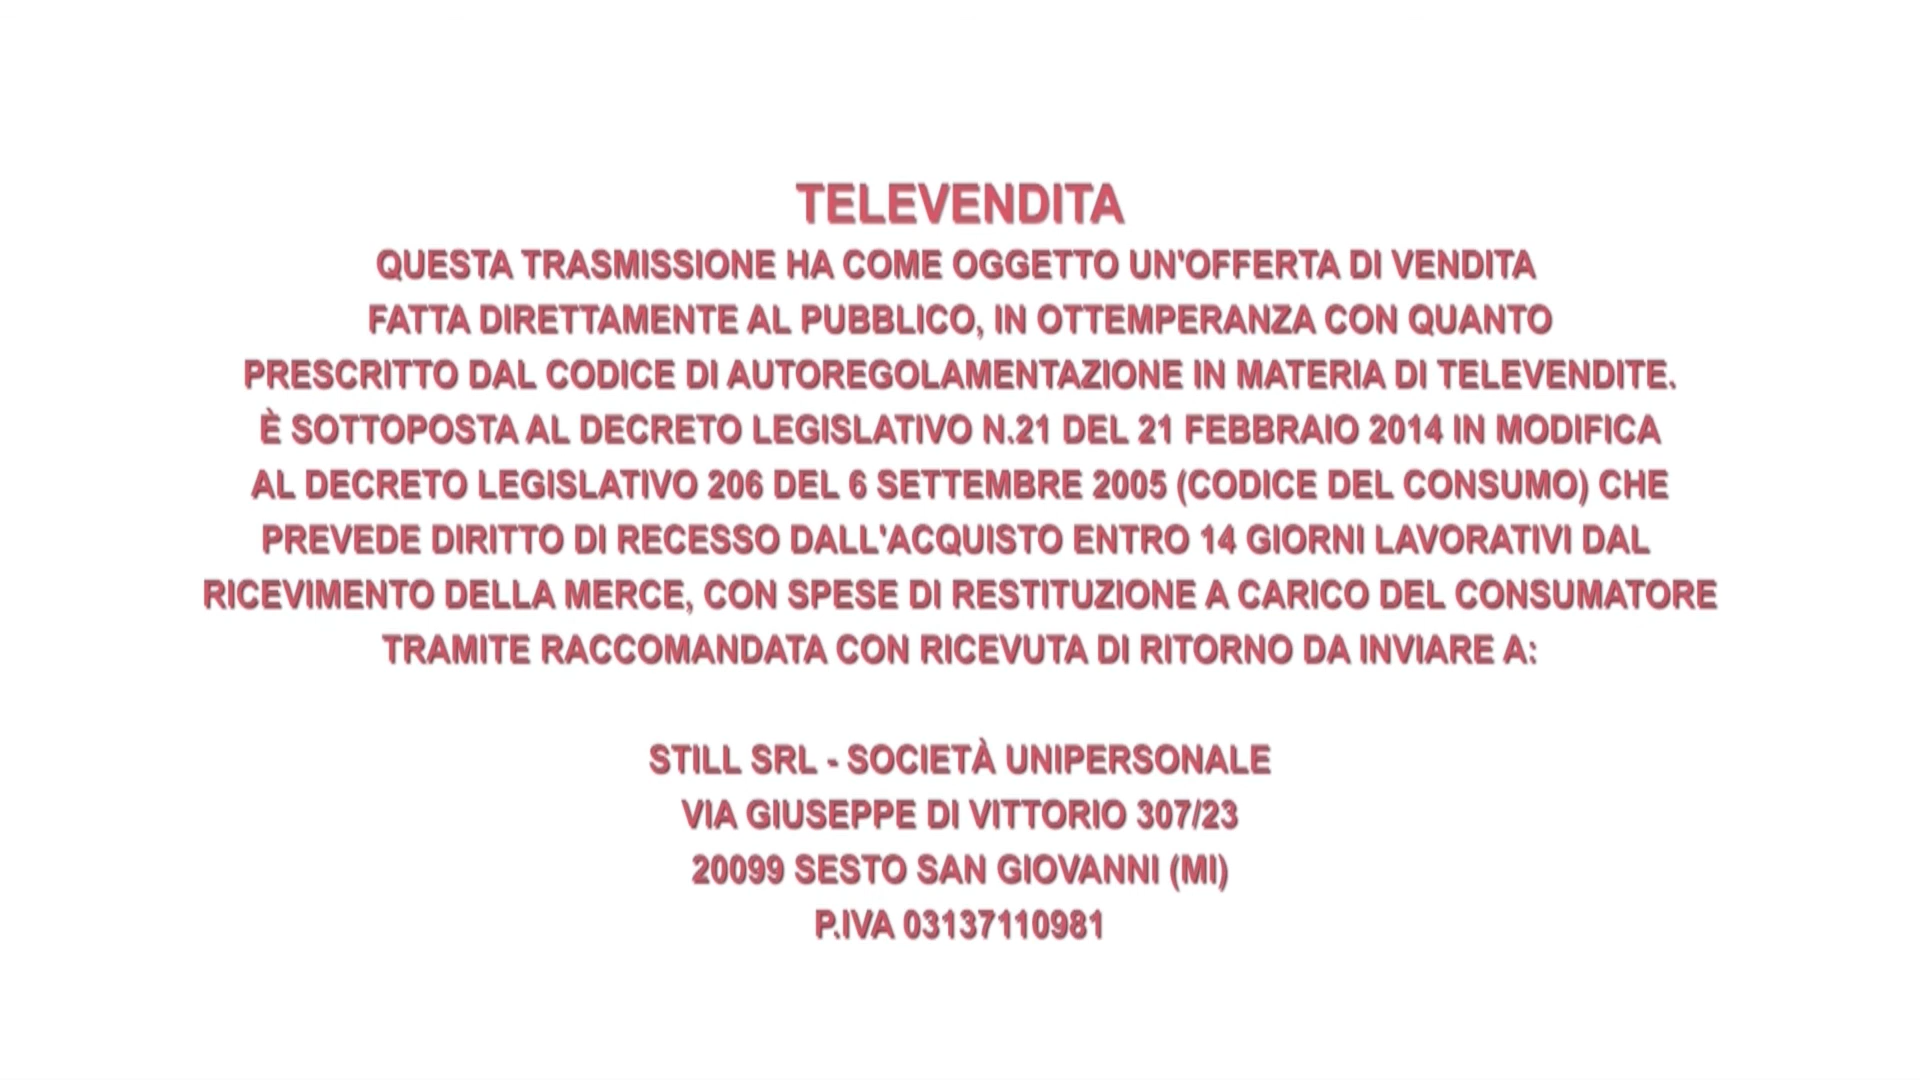 TELEVENDITA
QUESTA TRASMISSIONE HA COME OGGETTO UN'OFFERTA DI VENDITA
FATTA DIRETTAMENTE AL PUBBLICO, IN OTTEMPERANZA CON QUANTO
PRESCRITTO DAL CODICE DI AUTOREGOLAMENTAZIONE IN MATERIA DI TELEVENDITE.
È SOTTOPOSTA AL DECRETO LEGISLATIVO N.21 DEL 21 FEBBRAIO 2014 IN MODIFICA
AL DECRETO LEGISLATIVO 206 DEL 6 SETTEMBRE 2005 (CODICE DEL CONSUMO) CHE
PREVEDE DIRITTO DI RECESSO DALL'ACQUISTO ENTRO 14 GIORNI LAVORATIVI DAL
RICEVIMENTO DELLA MERCE, CON SPESE DI RESTITUZIONE A CARICO DEL CONSUMATORE
TRAMITE RACCOMANDATA CON RICEVUTA DI RITORNO DA INVIARE A:
STILL SRL - SOCIETÀ UNIPERSONALE
VIA GIUSEPPE DI VITTORIO 307/23
20099 SESTO SAN GIOVANNI (MI)
P.IVA 03137110981